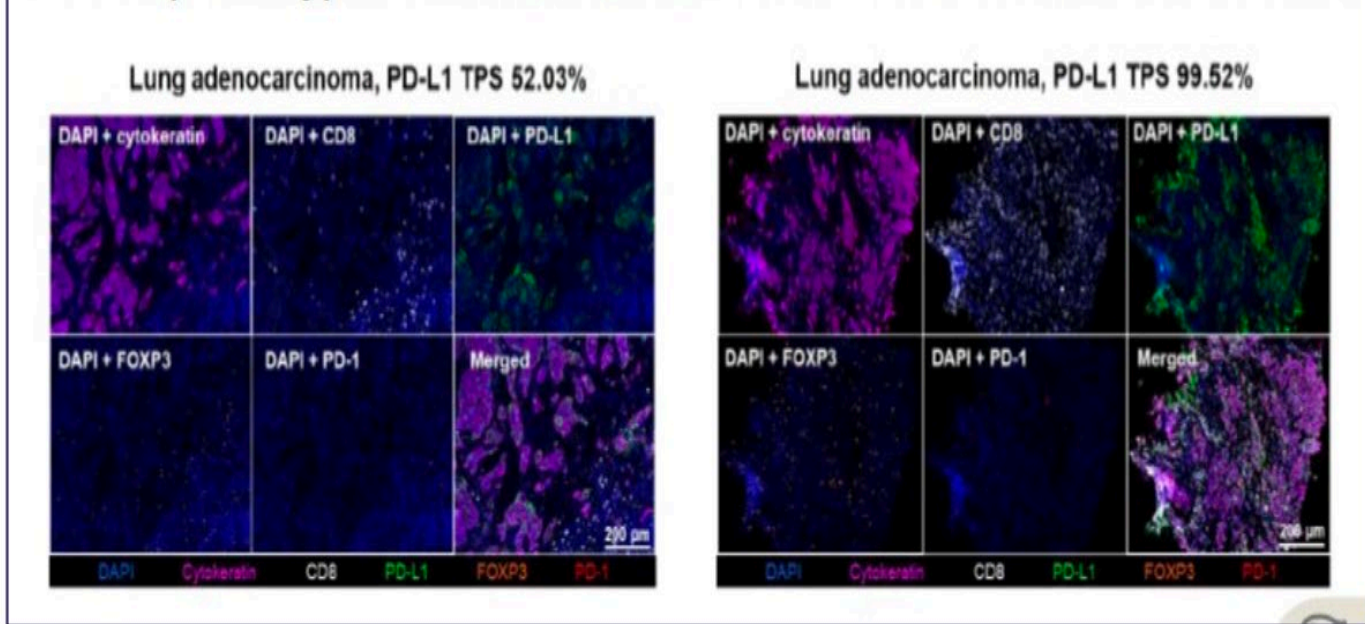 Lung adenocarcinoma, PD-L1 TPS 52.03%
DAPI + cytokeratin DAPI + CD8 DAPI + PD-L1
DAPI + FOXP3 DAPI + PD-1 Merged
200 µm
DAPI Cytokeratin CD8 PD-L1 FOXP3 PD-1
Lung adenocarcinoma, PD-L1 TPS 99.52%
DAPI + cytokeratin DAPI + CD8 DAPI + PD-L1
DAPI + FOXP3 DAPI + PD-1 Merged
200 µm
DAPI Cytokeratin CD8 PD-L1 FOXP3 PD-1